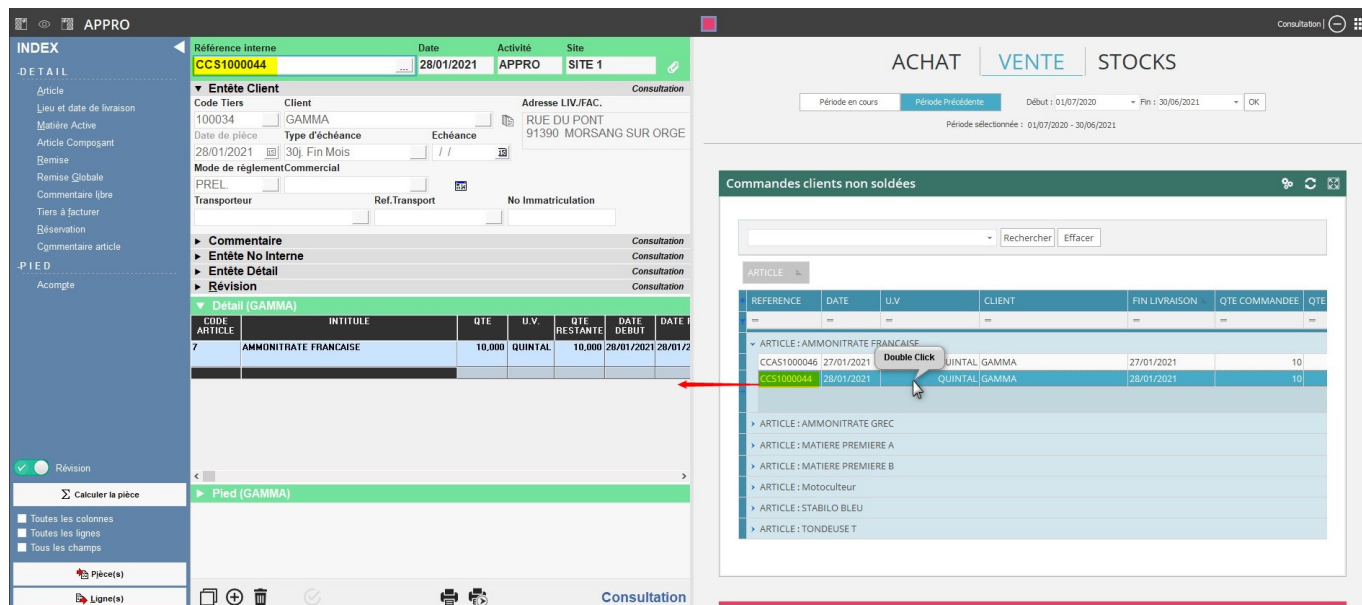 APPRO
Consultation
INDEX
DETAIL
Article
Lieu et date de livraison
Matière Active
Article Composant
Remise
Remise Globale
Commentaire libre
Tiers à facturer
Réservation
Commentaire article
PIED
Acompte
Révision
Calculer la pièce
Toutes les colonnes
Toutes les lignes
Tous les champs
Pièce(s)
Ligne(s)
Référence interne Date Activité Site
CCS1000044 ... 28/01/2021 APPRO SITE 1
Entête Client Consultation
Code Tiers Client Adresse LIV./FAC.
100034 GAMMA RUE DU PONT
91390 MORSANG SUR ORGE
Date de pièce Type d'échéance Echéance
28/01/2021 30j. Fin Mois / /
Mode de règlementCommercial
PREL.
Transporteur Ref.Transport No Immatriculation
Commentaire Consultation
Entête No Interne Consultation
Entête Détail Consultation
Révision Consultation
Détail (GAMMA)
CODE ARTICLE INTITULE QTE U.V. QTE RESTANTE DATE DEBUT DATE
7 AMMONITRATE FRANCAISE 10,000 QUINTAL 10,000 28/01/2021 28/01/2
Pied (GAMMA)
Consultation
ACHAT VENTE STOCKS
Période en cours Période Précédente Début : 01/07/2020 Fin : 30/06/2021 OK
Période sélectionnée : 01/07/2020 - 30/06/2021
Commandes clients non soldées
Rechercher Effacer
ARTICLE
REFERENCE DATE U.V CLIENT FIN LIVRAISON QTE COMMANDEE QTE
= = = = = = =
ARTICLE : AMMONITRATE FRANCAISE
CCAS1000046 27/01/2021 QUINTAL GAMMA 27/01/2021 10
Double Click
CCS1000044 28/01/2021 QUINTAL GAMMA 28/01/2021 10
ARTICLE : AMMONITRATE GREC
ARTICLE : MATIERE PREMIERE A
ARTICLE : MATIERE PREMIERE B
ARTICLE : Motoculteur
ARTICLE : STABILO BLEU
ARTICLE : TONDEUSE T